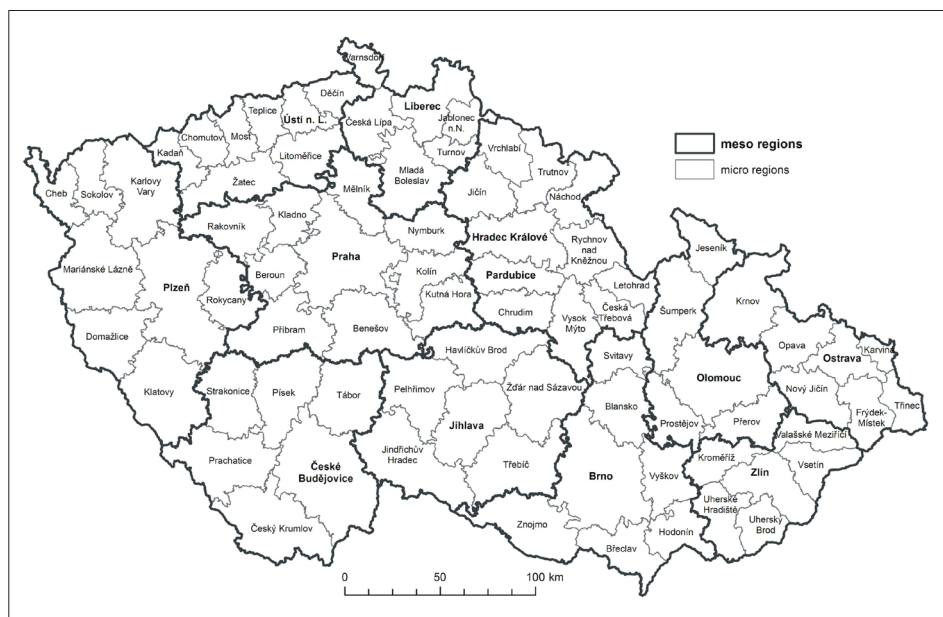 Varnsdorf
Děčín
Teplice
Ústí n. L.
Liberec
Česká Lípa
Jablonec
n.N.
Chomutov
Most
Kadaň
Litoměřice
Turnov
Vrchlabí
Trutnov
Mladá
Boleslav
Žatec
Karlovy
Vary
Cheb
Sokolov
Mělník
Jičín
Náchod
meso regions
micro regions
Kladno
Rakovník
Nymburk
Hradec Králové
Rychnov
nad
Kněžnou
Jeseník
Praha
Mariánské Lázně
Plzeň
Beroun
Kolín
Pardubice
Letohrad
Rokycany
Kutná Hora
Chrudim
Vysok
Mýto
Česká
Třebová
Šumperk
Krnov
Domažlice
Příbram
Benešov
Havlíčkův Brod
Svitavy
Opava
Ostrava
Karviná
Klatovy
Strakonice
Písek
Tábor
Pelhřimov
Žďár nad Sázavou
Blansko
Olomouc
Nový Jičín
Frýdek-
Místek
Třinec
Jihlava
Prostějov
Přerov
Valašské Meziříčí
Prachatice
České
Budějovice
Jindřichův
Hradec
Třebíč
Brno
Vyškov
Kroměříž
Zlín
Vsetín
Uherské
Hradiště
Uherský
Brod
Český Krumlov
Znojmo
Břeclav
Hodonín
0 50 100 km